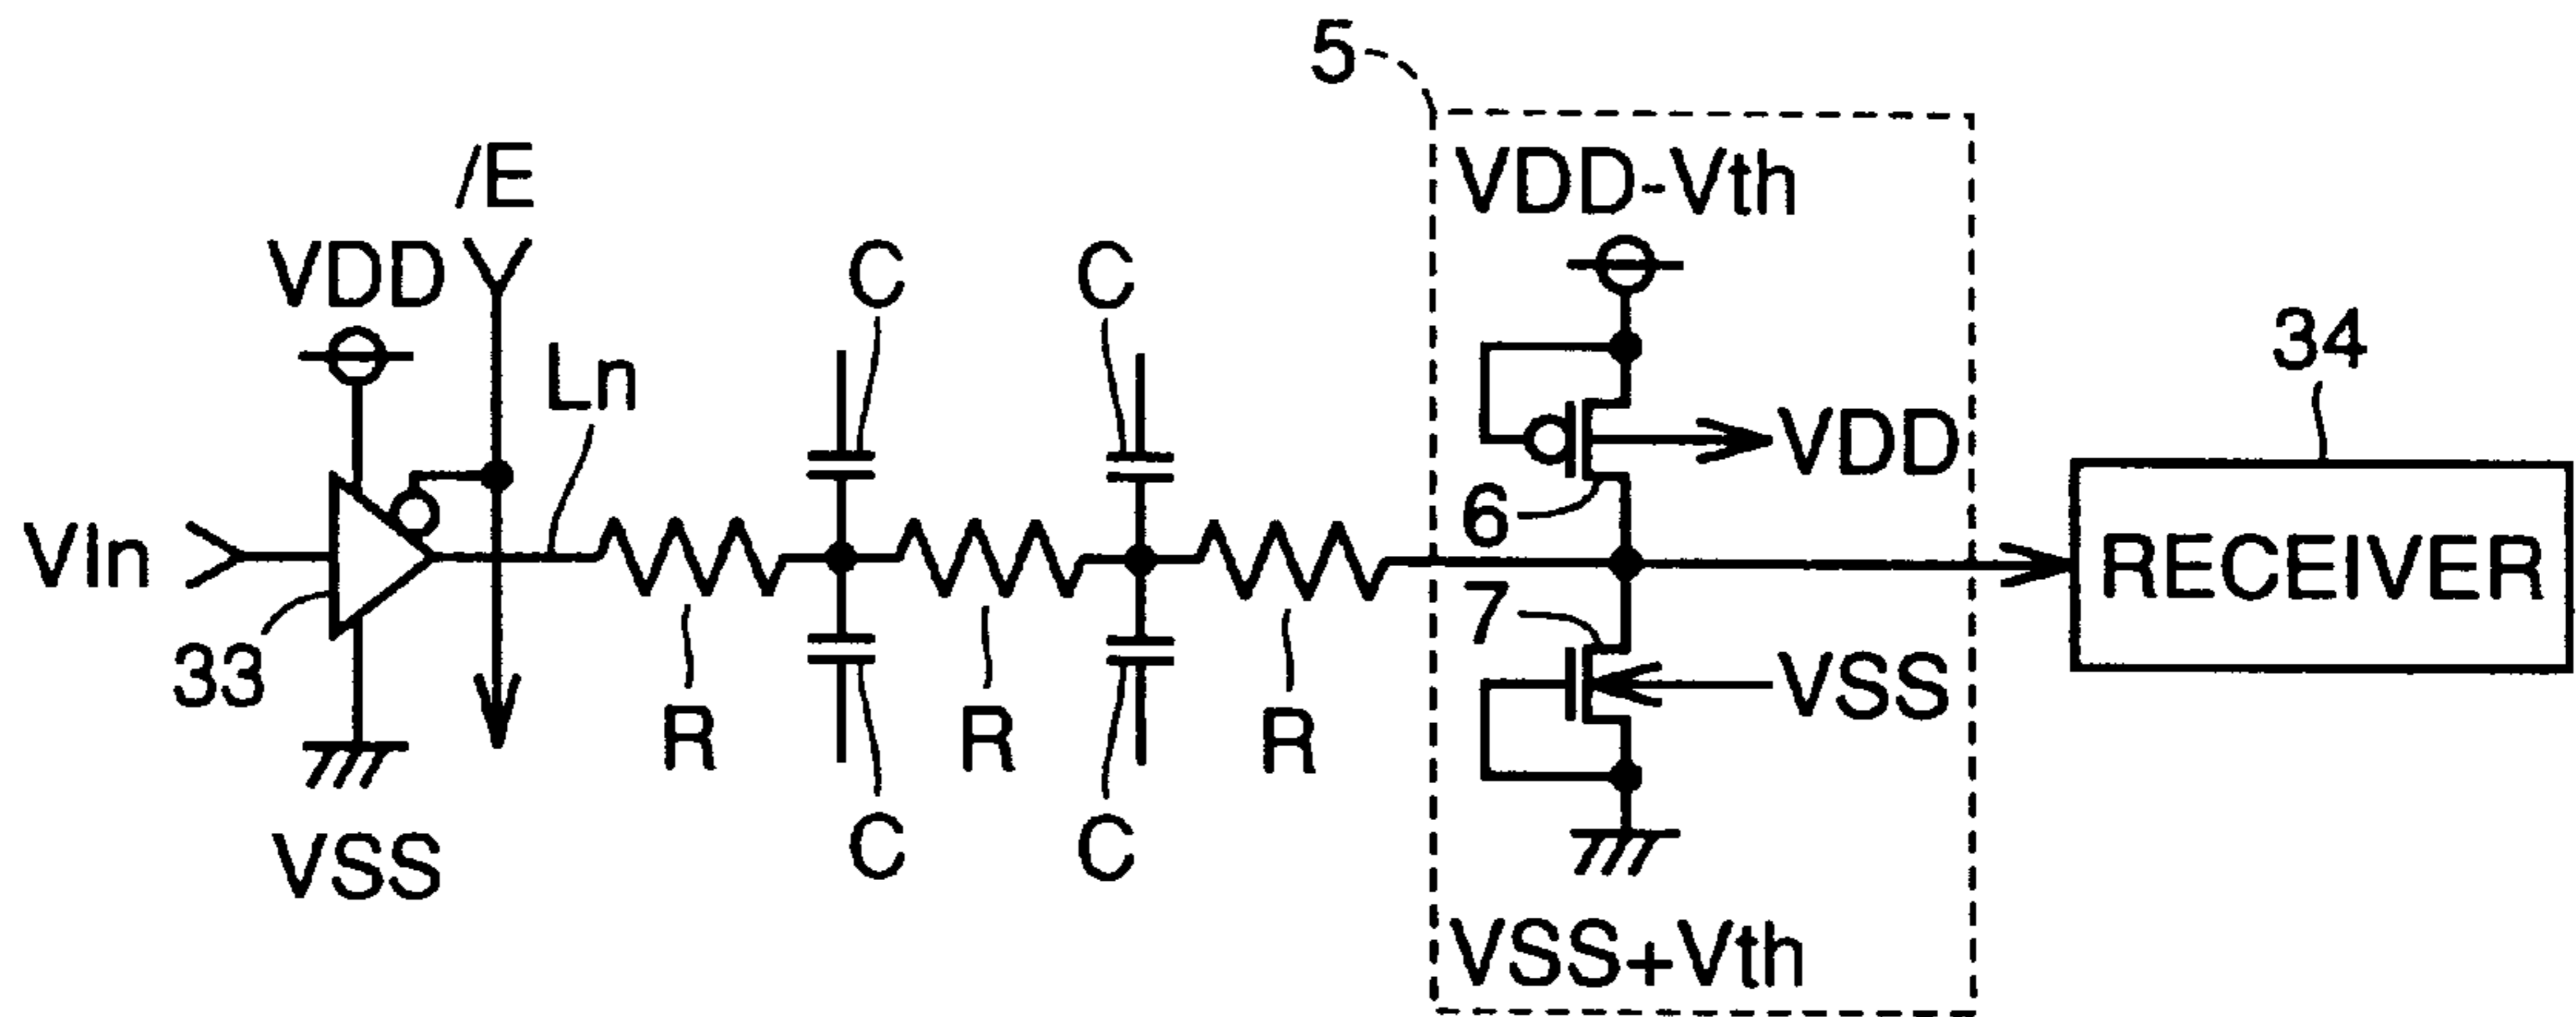 5
/E
VDD-Vth
VDD
C
C
Ln
34
VDD
6
VIn
RECEIVER
7
33
VSS
R
R
R
VSS
C
C
VSS+Vth